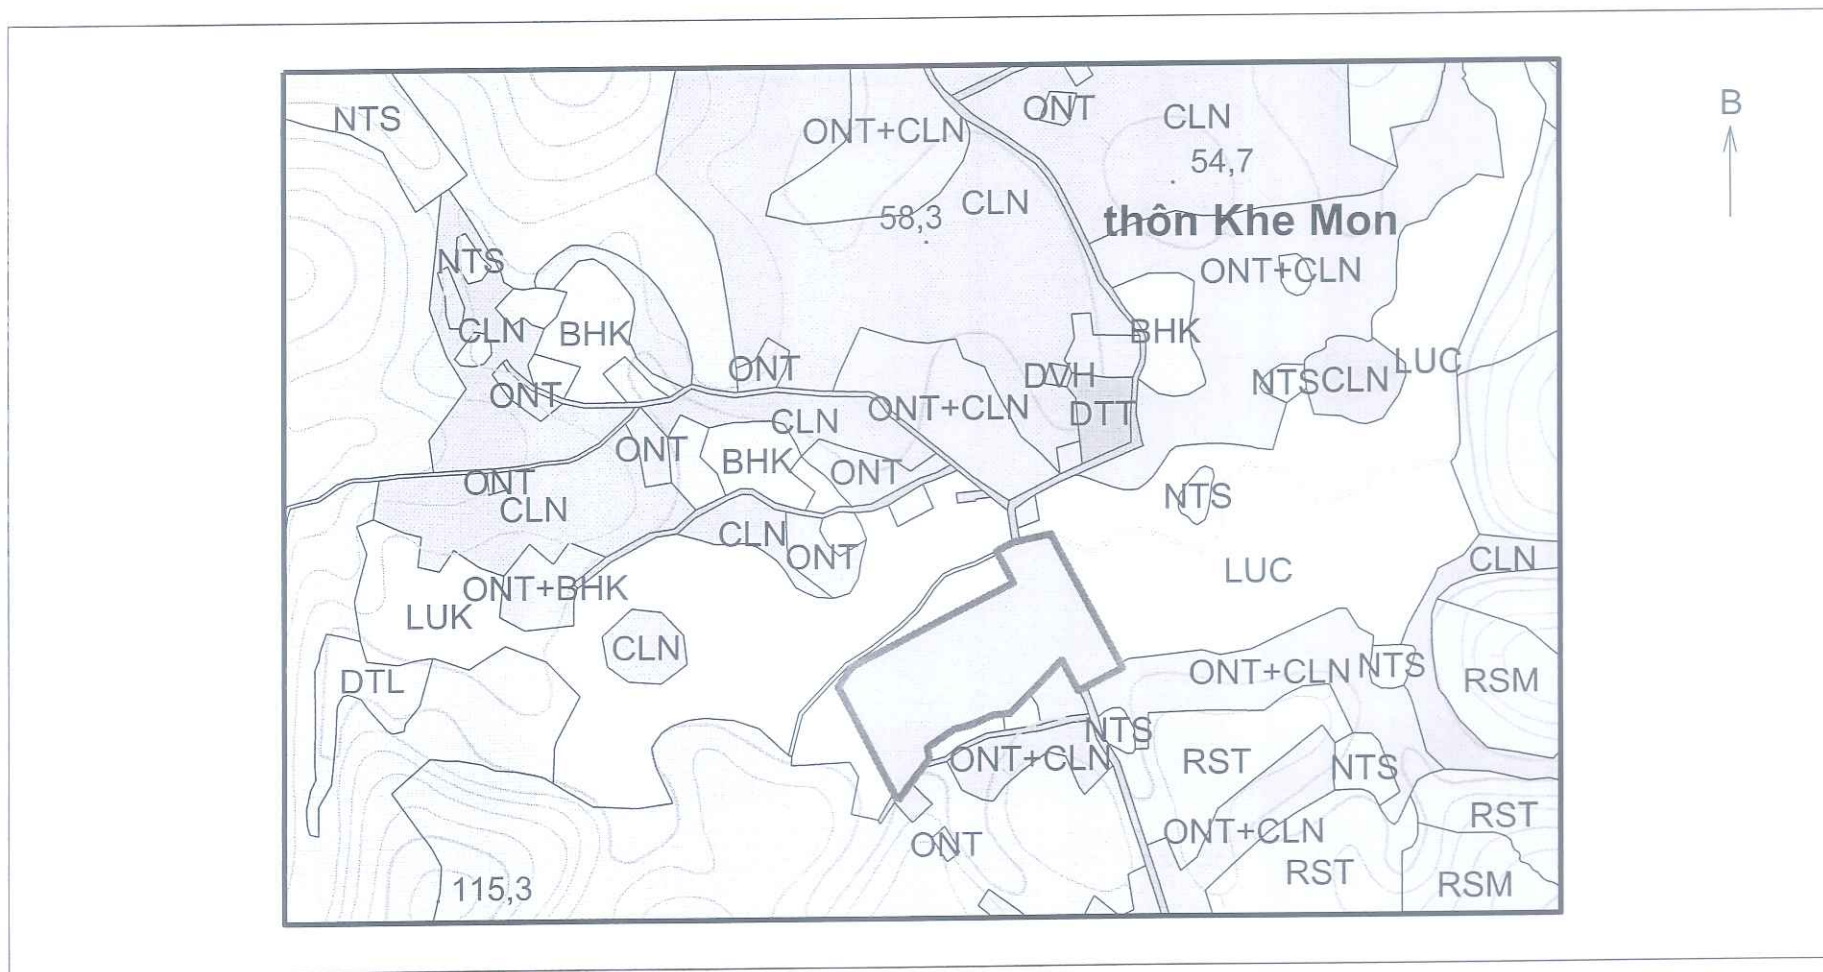 B
NTS
ONT
CLN
ONT+CLN
54,7
CLN
58,3
thôn Khe Mon
NTS
ONT+CLN
CLN
BHK
BHK
ONT
DVH
NTS
CLN
LUC
ONT
ONT+CLN
DTT
CLN
ONT
BHK
ONT
ONT
CLN
NTS
CLN
ONT
CLN
LUC
ONT+BHK
LUK
CLN
ONT+CLN
NTS
DTL
RSM
NTS
ONT+CLN
RST
NTS
RST
ONT
ONT+CLN
RST
115,3
RSM